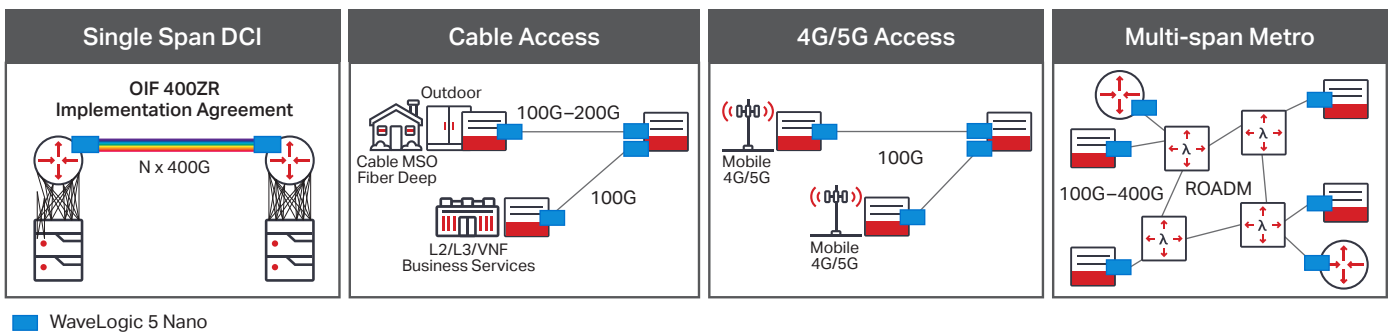 Single Span DCI
OIF 400ZR
Implementation Agreement
N x 400G
Cable Access
Outdoor
100G–200G
Cable MSO
Fiber Deep
100G
L2/L3/VNF
Business Services
4G/5G Access
Mobile
4G/5G
100G
Mobile
4G/5G
Multi-span Metro
λ
λ
100G–400G
ROADM
λ
λ
WaveLogic 5 Nano